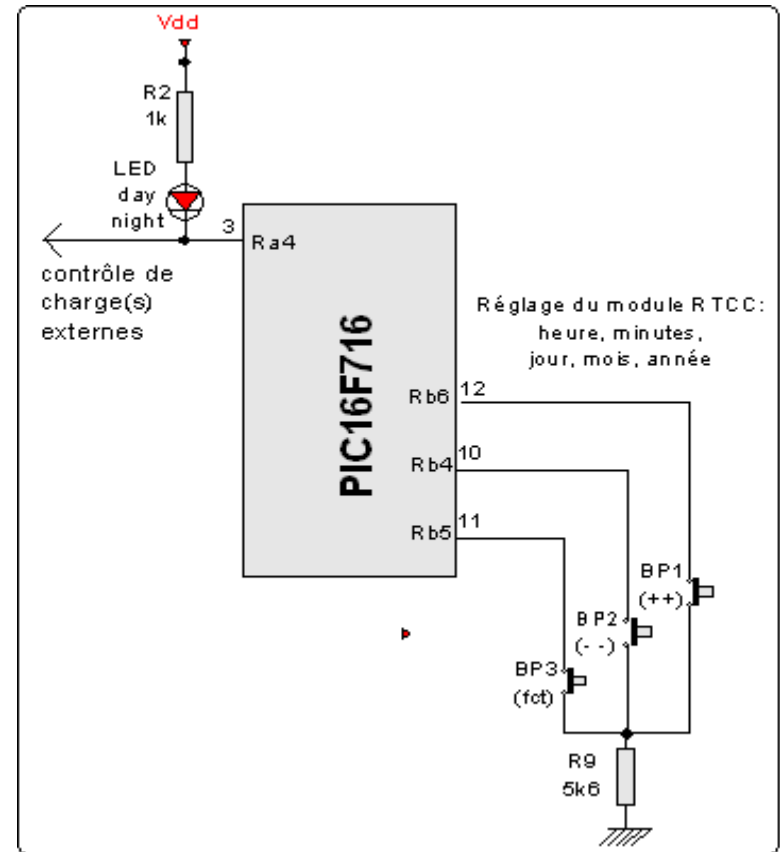 Vdd
R2
1k
LED
day
night
3
Ra4
contrôle de
charge(s)
externes
PIC16F716
Réglage du module RTCC:
heure, minutes,
jour, mois, année
Rb6
12
Rb4
10
Rb5
11
BP1
(++)
BP2
(- -)
BP3
(fct)
R9
5k6